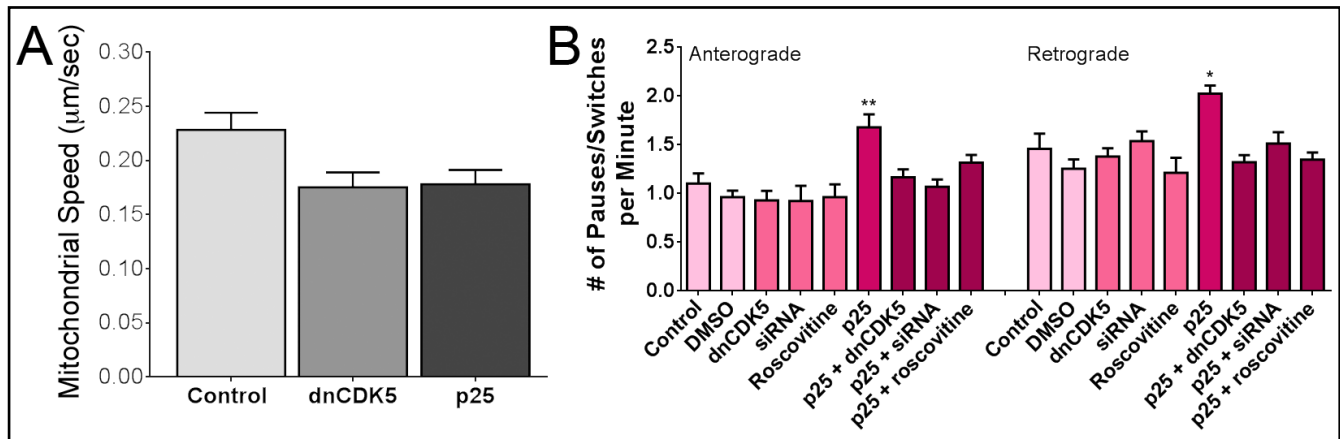 A
Mitochondrial Speed (μm/sec)
0.30
0.25
0.20
0.15
0.10
0.05
0.00
Control
dnCDK5
p25
B
# of Pauses/Switches
per Minute
2.5
2.0
1.5
1.0
0.5
0.0
Anterograde
**
Control
DMSO
dnCDK5
siRNA
Roscovitine
p25
p25 + dnCDK5
p25 + siRNA
p25 + roscovitine
Retrograde
*
Control
DMSO
dnCDK5
siRNA
Roscovitine
p25
p25 + dnCDK5
p25 + siRNA
p25 + roscovitine